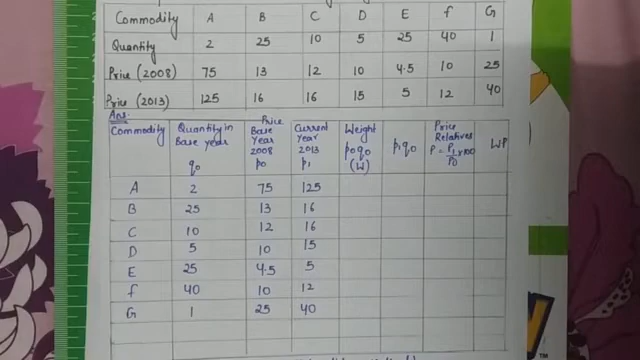 Commodity A B C D E f G
Quantity 2 25 10 5 25 40 1
Price (2008) 75 13 12 10 4.5 10 25
Price (2013) 125 16 16 15 5 12 40
Ans.
Commodity Quantity in Base year q₀ Price Base Year 2008 p₀ Current Year 2013 p₁ Weight p₀q₀ (W) p₁q₀ Price Relatives P = P₁/P₀ x100 WP
A 2 75 125
B 25 13 16
C 10 12 16
D 5 10 15
E 25 4.5 5
f 40 10 12
G 1 25 40